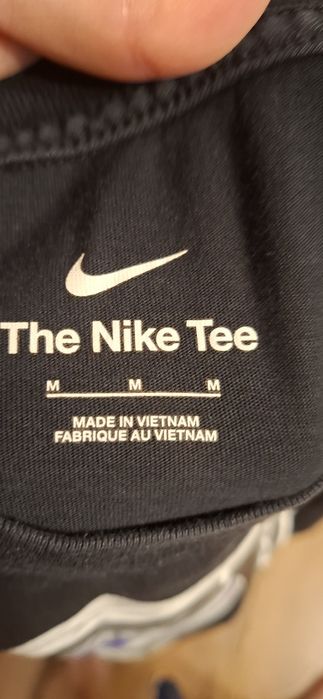 The Nike Tee
M M M
MADE IN VIETNAM
FABRIQUE AU VIETNAM